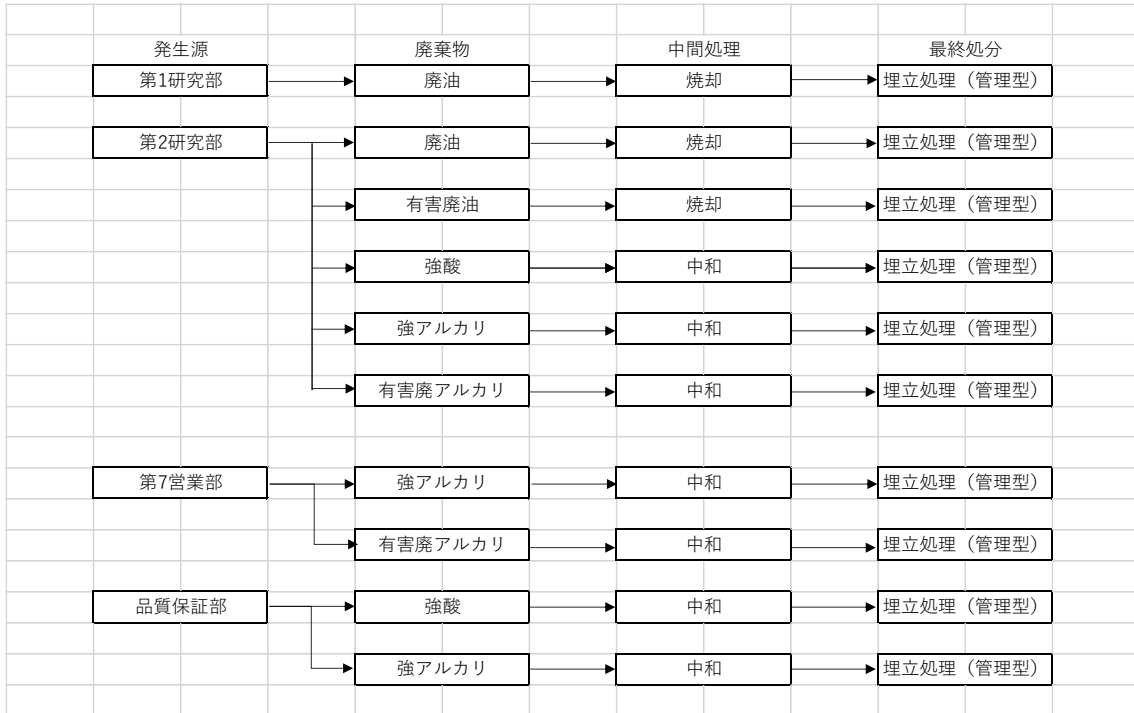 発生源 廃棄物 中間処理 最終処分
第1研究部 廃油 焼却 埋立処理（管理型）
第2研究部 廃油 焼却 埋立処理（管理型）
有害廃油 焼却 埋立処理（管理型）
強酸 中和 埋立処理（管理型）
強アルカリ 中和 埋立処理（管理型）
有害廃アルカリ 中和 埋立処理（管理型）
第7営業部 強アルカリ 中和 埋立処理（管理型）
有害廃アルカリ 中和 埋立処理（管理型）
品質保証部 強酸 中和 埋立処理（管理型）
強アルカリ 中和 埋立処理（管理型）